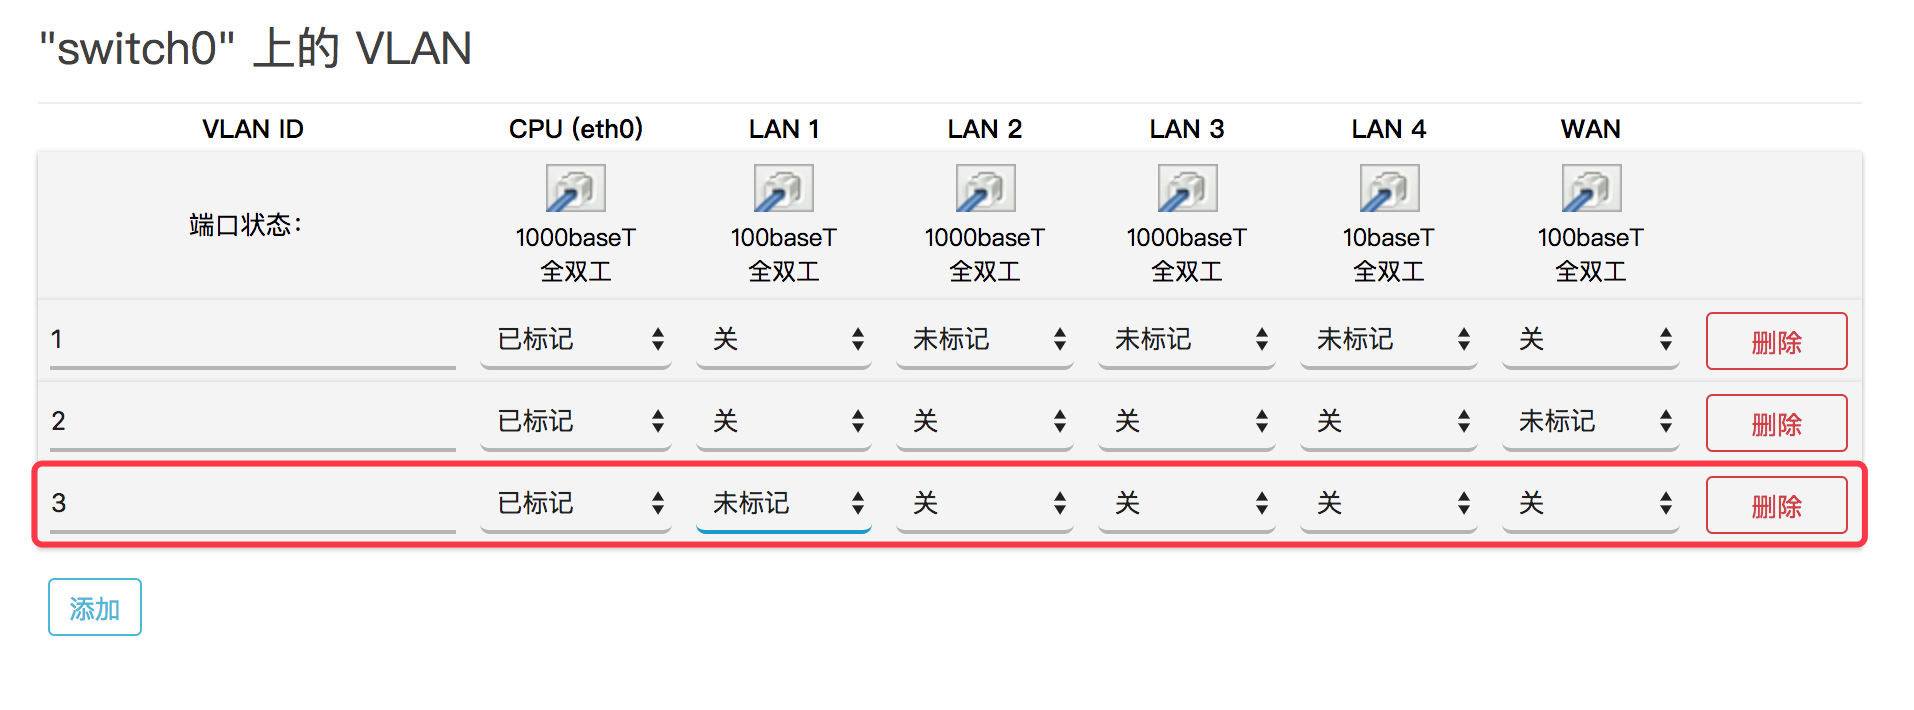 "switch0" 上的 VLAN
VLAN ID CPU (eth0) LAN 1 LAN 2 LAN 3 LAN 4 WAN
端口状态： 1000baseT 全双工 100baseT 全双工 1000baseT 全双工 1000baseT 全双工 10baseT 全双工 100baseT 全双工
1 已标记 关 未标记 未标记 未标记 关 删除
2 已标记 关 关 关 关 未标记 删除
3 已标记 未标记 关 关 关 关 删除
添加